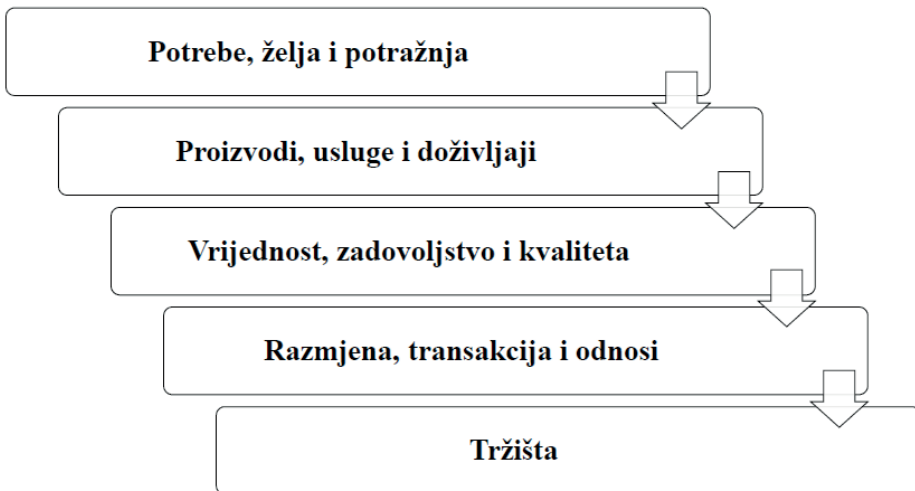 Potrebe, želja i potražnja
Proizvodi, usluge i doživljaji
Vrijednost, zadovoljstvo i kvaliteta
Razmjena, transakcija i odnosi
Tržišta